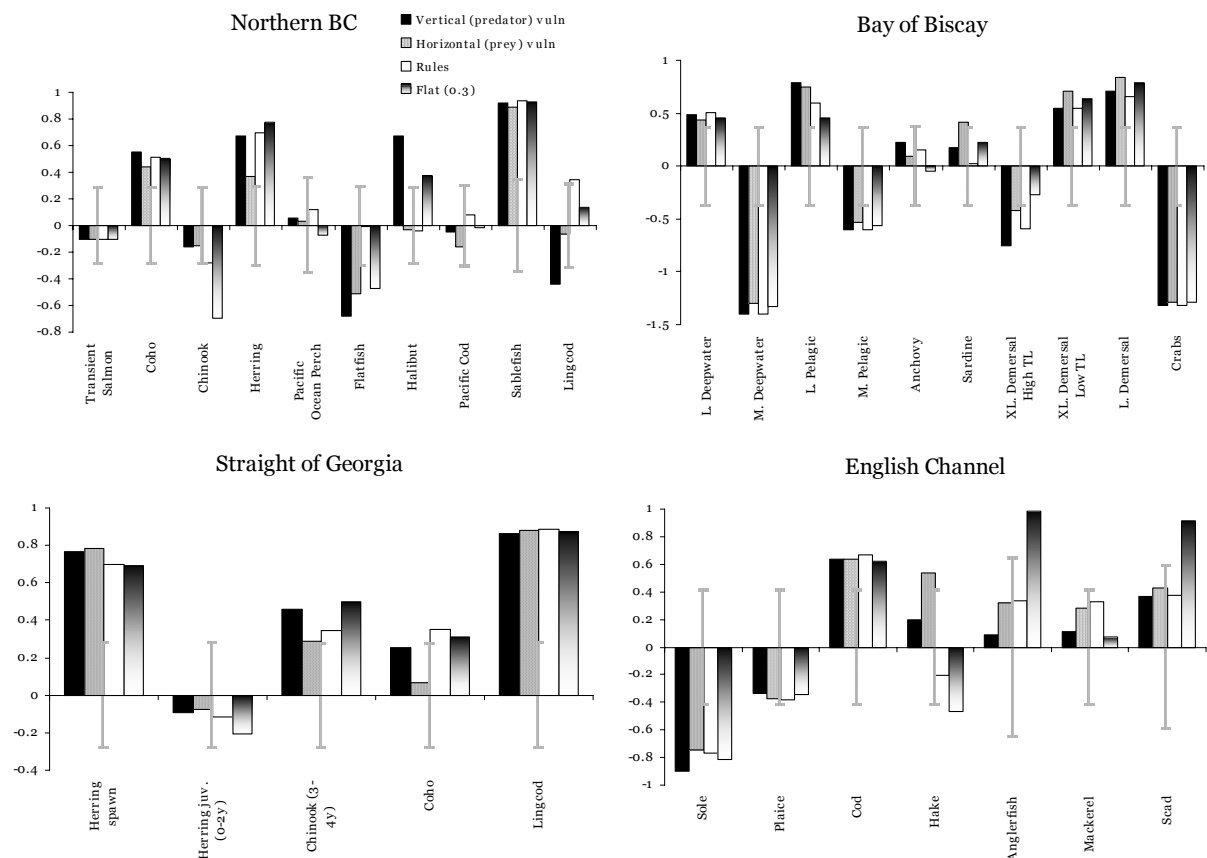 Northern BC
Vertical (predator) vuln
Horizontal (prey) vuln
Rules
Flat (0.3)
1
0.8
0.6
0.4
0.2
0
-0.2
-0.4
-0.6
-0.8
Transient
Salmon
Coho
Chinook
Herring
Pacific
Ocean Perch
Flatfish
Halibut
Pacific Cod
Sablefish
Lingcod
Bay of Biscay
1
0.5
0
-0.5
-1
-1.5
L. Deepwater
M. Deepwater
L. Pelagic
M. Pelagic
Anchovy
Sardine
XL. Demersal
High TL
XL. Demersal
Low TL
L. Demersal
Crabs
Straight of Georgia
1
0.8
0.6
0.4
0.2
0
-0.2
-0.4
Herring
spawn
Herring juv.
(0-2y)
Chinook (3-
4y)
Coho
Lingcod
English Channel
1
0.8
0.6
0.4
0.2
0
-0.2
-0.4
-0.6
-0.8
-1
Sole
Plaice
Cod
Hake
Anglerfish
Mackerel
Scad